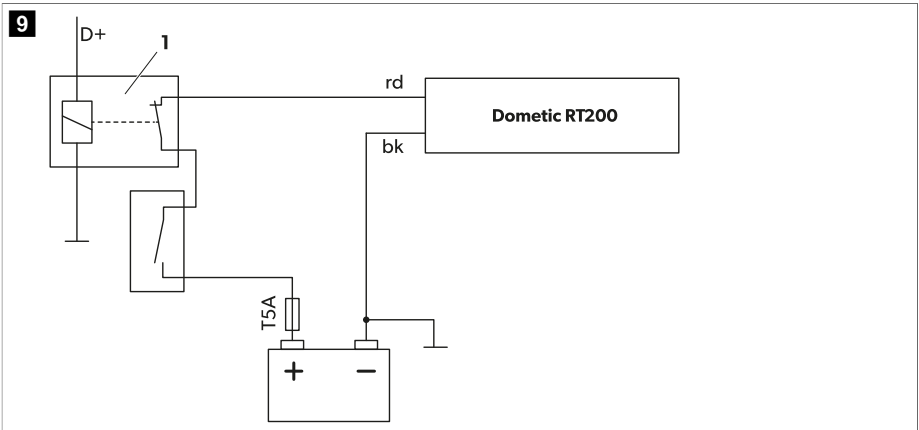 9
D+
1
rd
Dometic RT200
bk
T5A
+
−